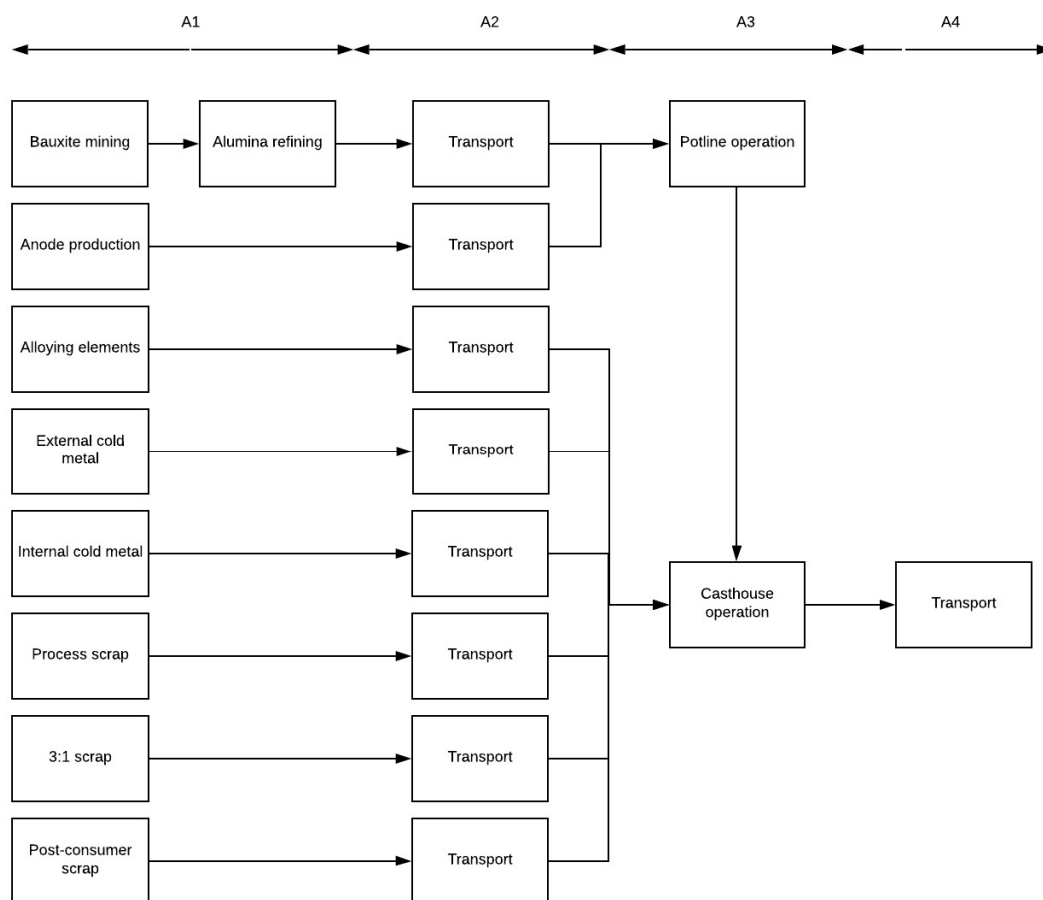 A1
A2
A3
A4
Bauxite mining
Alumina refining
Transport
Potline operation
Anode production
Transport
Alloying elements
Transport
External cold
metal
Transport
Internal cold metal
Transport
Casthouse
operation
Transport
Process scrap
Transport
3:1 scrap
Transport
Post-consumer
scrap
Transport